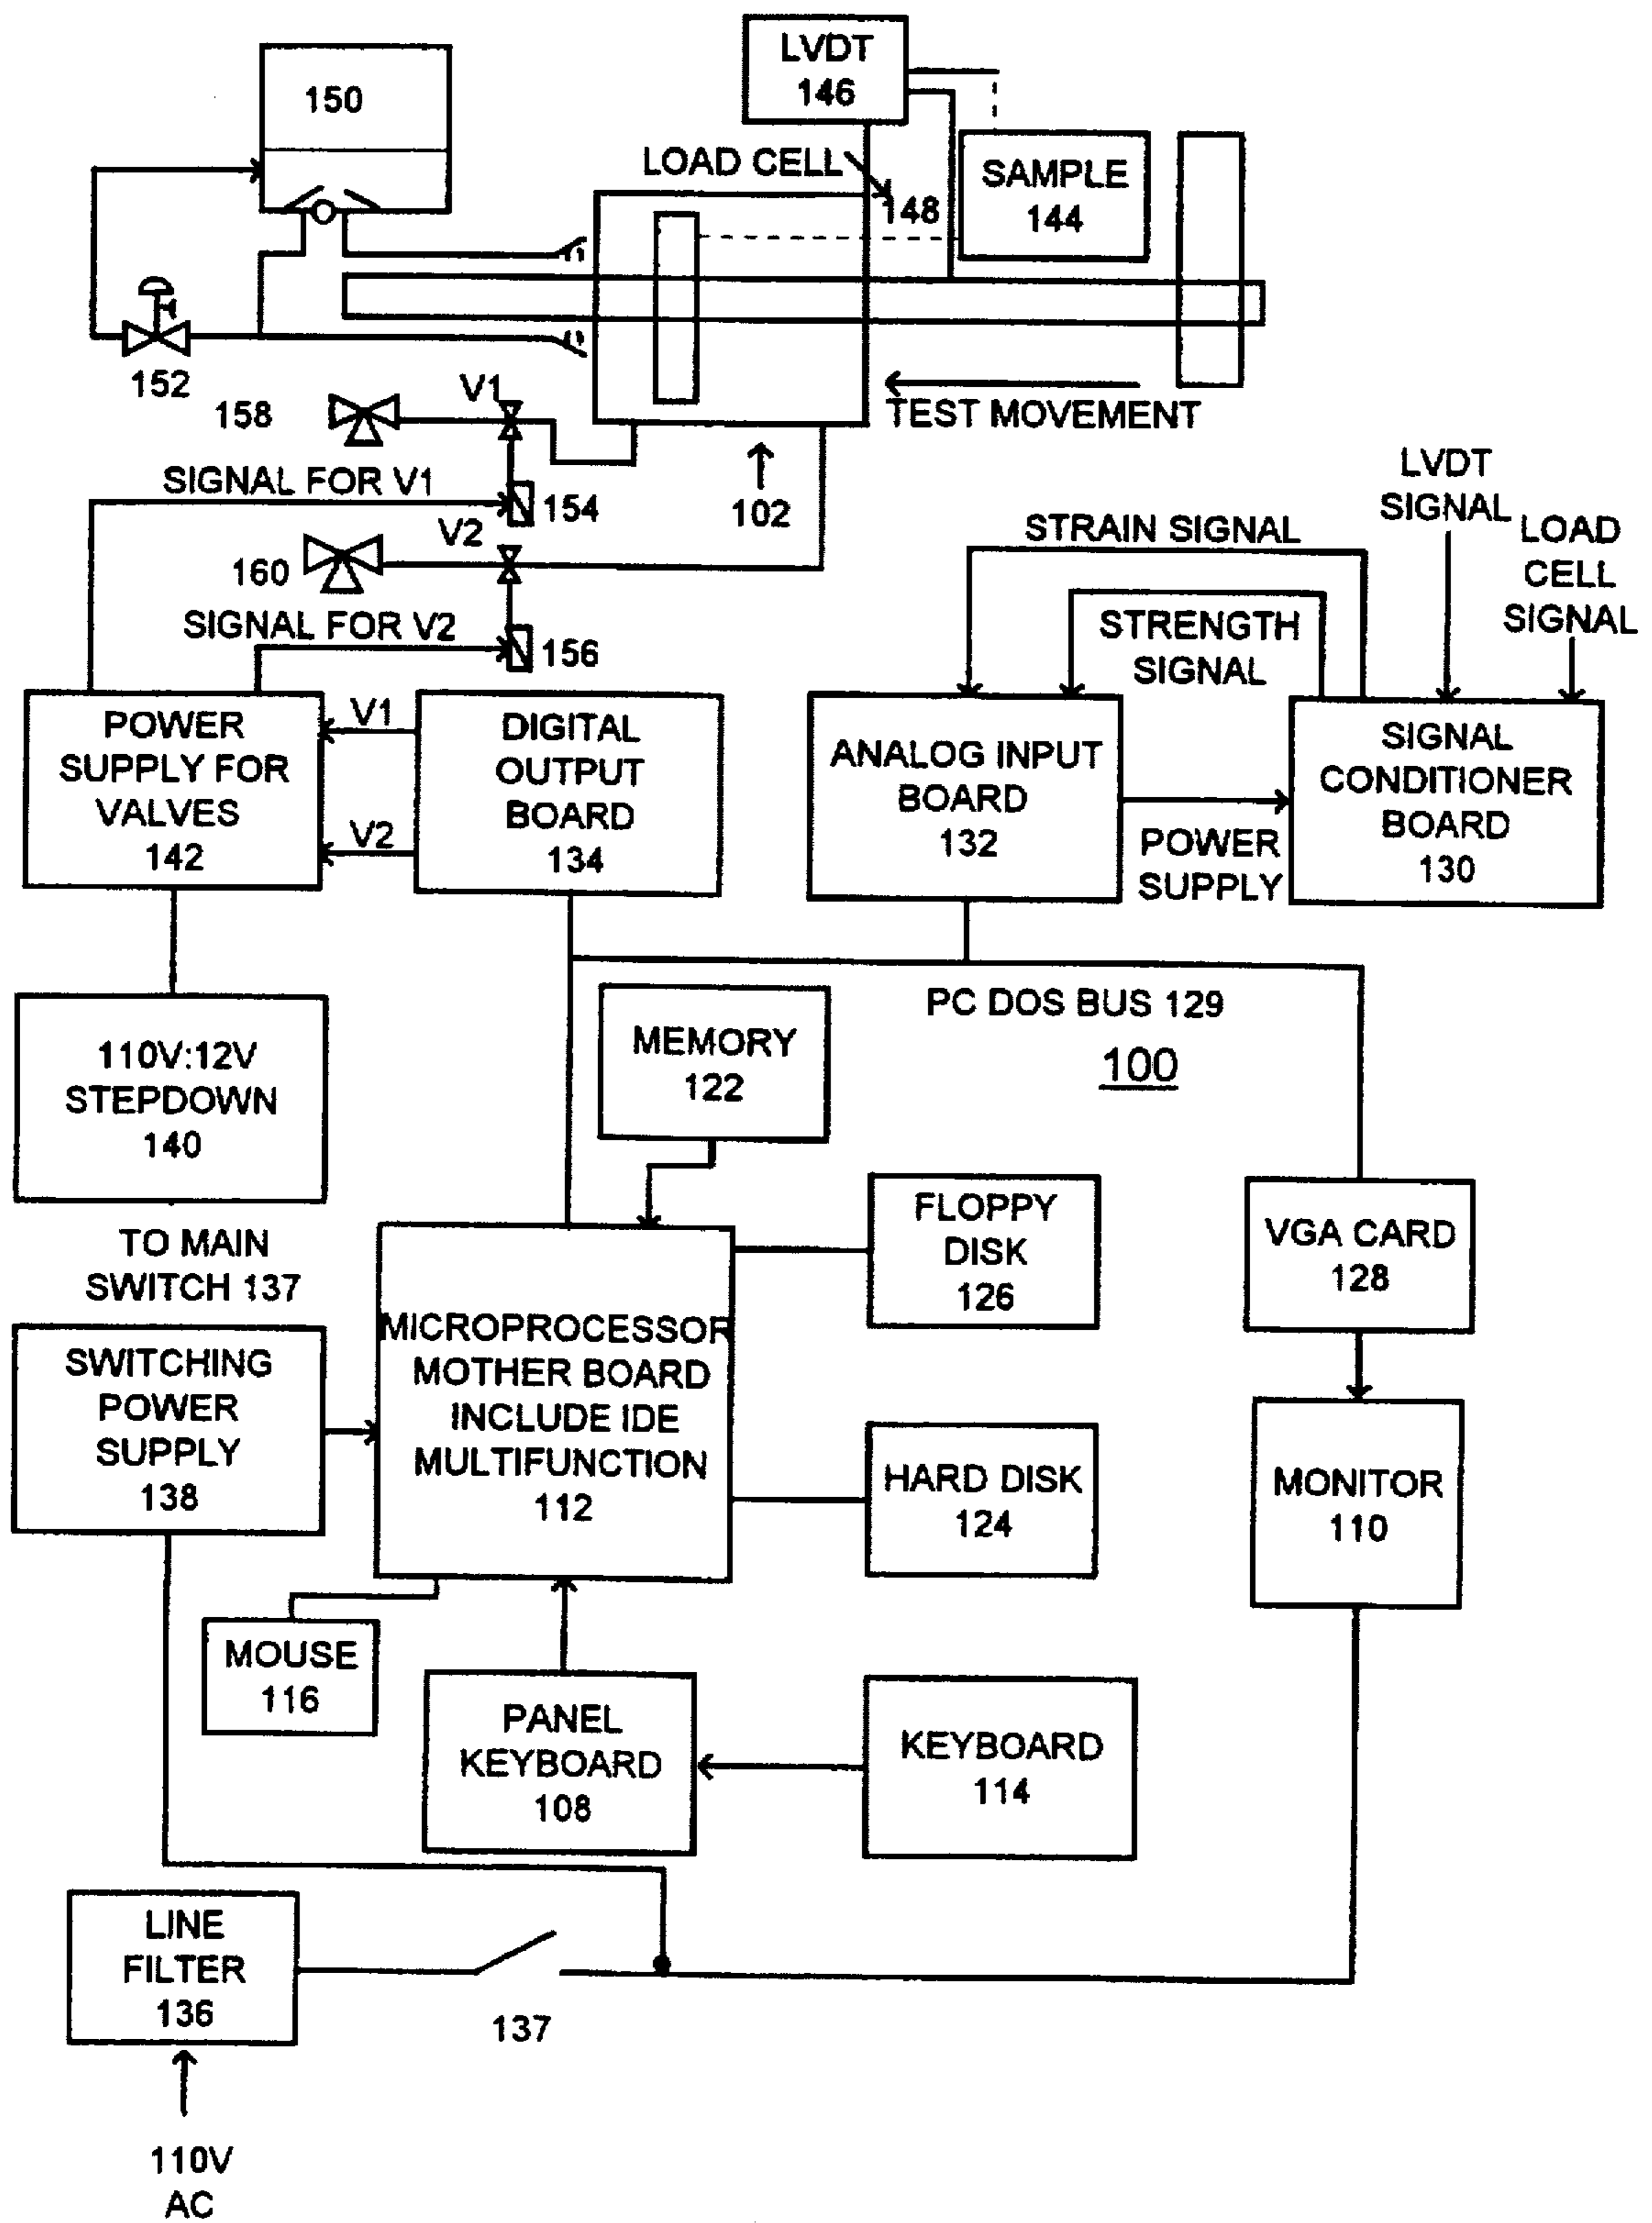 LVDT
146
150
LOAD CELL
148
SAMPLE
144
152
158
V1
TEST MOVEMENT
SIGNAL FOR V1
154
102
V2
160
SIGNAL FOR V2
156
LVDT
SIGNAL
LOAD
CELL
SIGNAL
STRAIN SIGNAL
STRENGTH
SIGNAL
POWER
SUPPLY FOR
VALVES
142
V1
V2
DIGITAL
OUTPUT
BOARD
134
ANALOG INPUT
BOARD
132
POWER
SUPPLY
SIGNAL
CONDITIONER
BOARD
130
PC DOS BUS 129
100
110V:12V
STEPDOWN
140
MEMORY
122
TO MAIN
SWITCH 137
FLOPPY
DISK
126
VGA CARD
128
SWITCHING
POWER
SUPPLY
138
MICROPROCESSOR
MOTHER BOARD
INCLUDE IDE
MULTIFUNCTION
112
HARD DISK
124
MONITOR
110
MOUSE
116
PANEL
KEYBOARD
108
KEYBOARD
114
LINE
FILTER
136
137
110V
AC